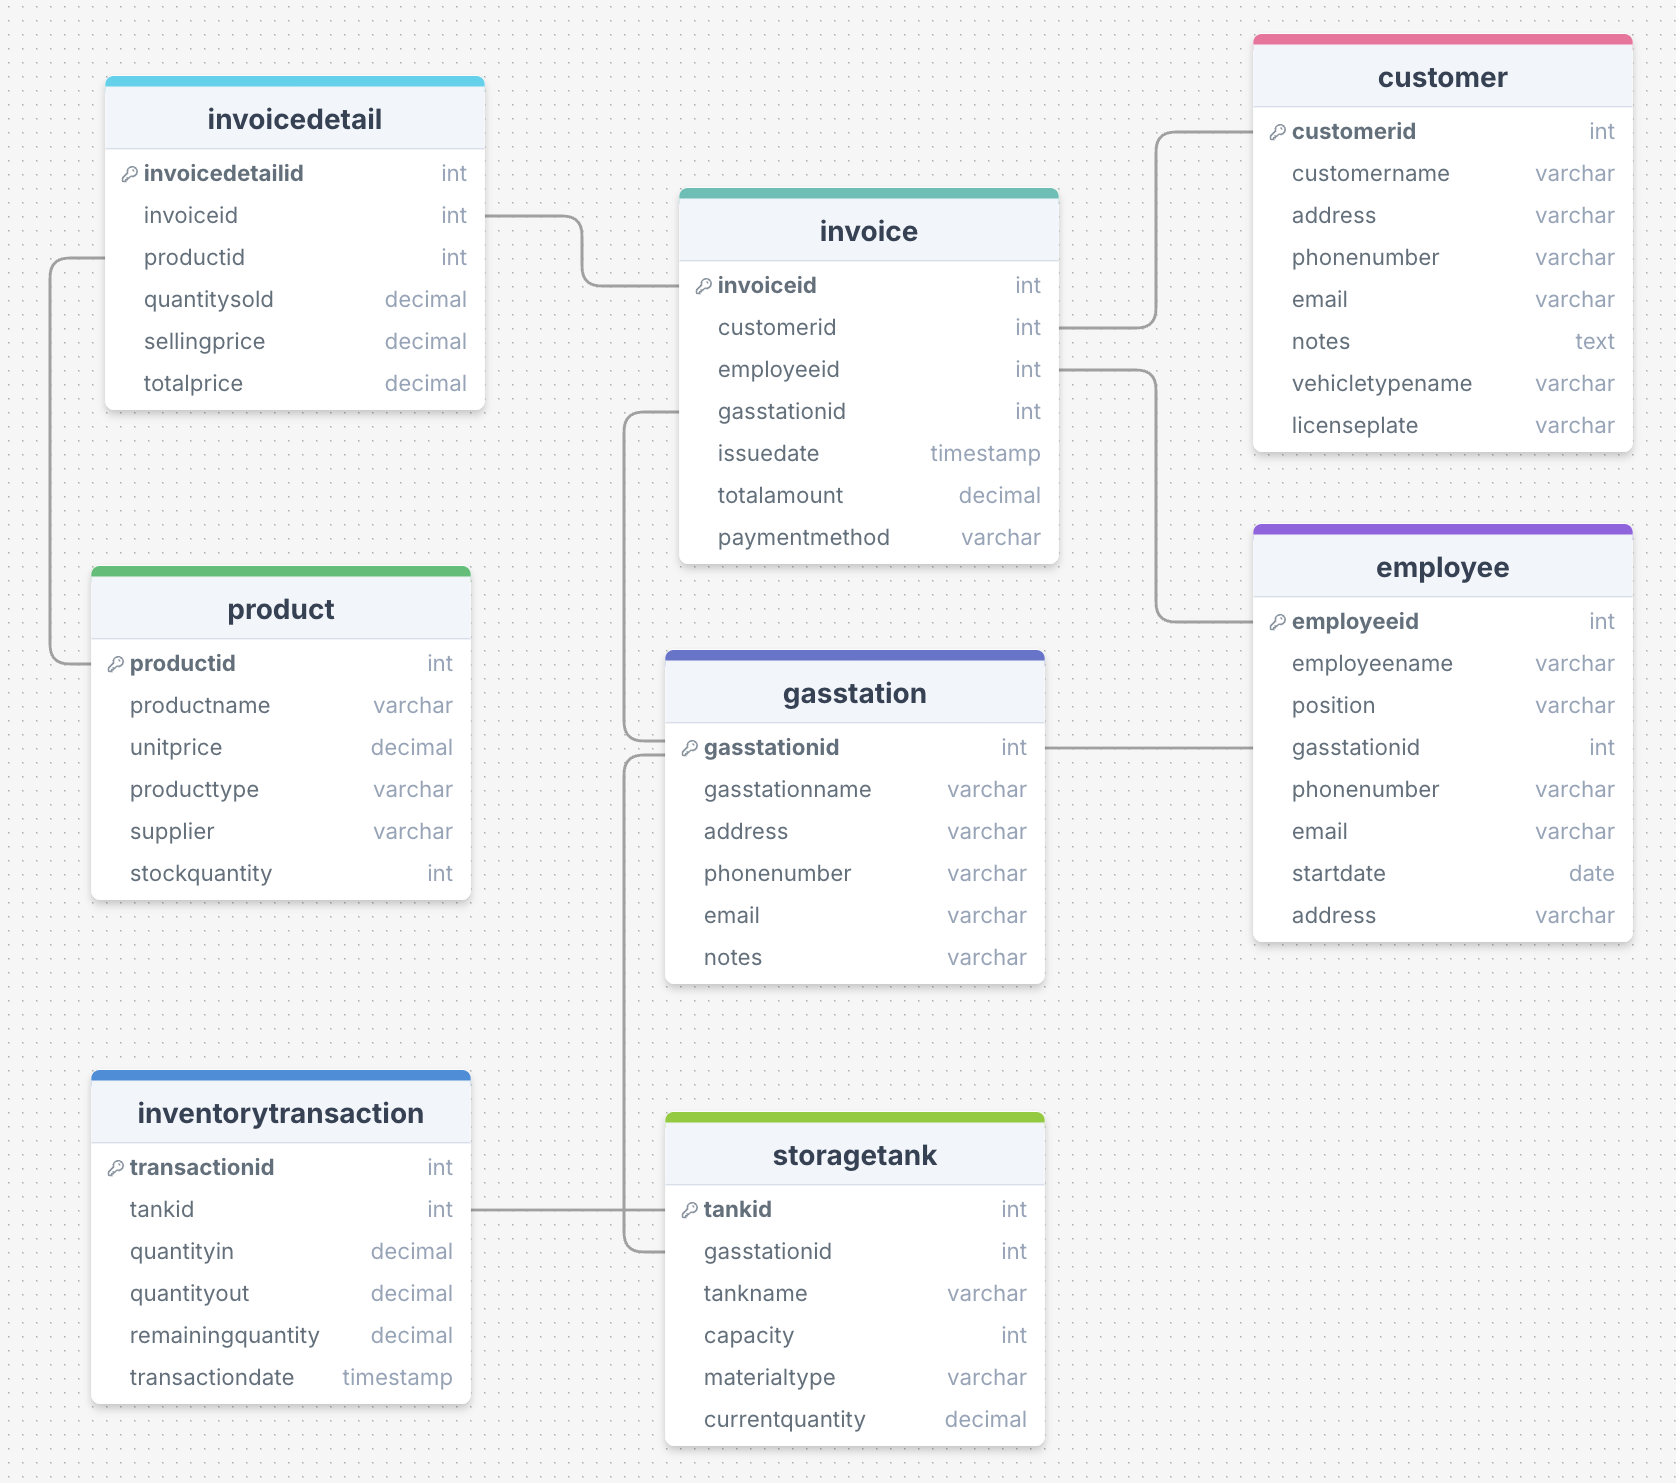 invoicedetail
invoicedetailid int
invoiceid int
productid int
quantitysold decimal
sellingprice decimal
totalprice decimal
invoice
invoiceid int
customerid int
employeeid int
gasstationid int
issuedate timestamp
totalamount decimal
paymentmethod varchar
customer
customerid int
customername varchar
address varchar
phonenumber varchar
email varchar
notes text
vehicletypename varchar
licenseplate varchar
product
productid int
productname varchar
unitprice decimal
producttype varchar
supplier varchar
stockquantity int
gasstation
gasstationid int
gasstationname varchar
address varchar
phonenumber varchar
email varchar
notes varchar
employee
employeeid int
employeename varchar
position varchar
gasstationid int
phonenumber varchar
email varchar
startdate date
address varchar
inventorytransaction
transactionid int
tankid int
quantityin decimal
quantityout decimal
remainingquantity decimal
transactiondate timestamp
storagetank
tankid int
gasstationid int
tankname varchar
capacity int
materialtype varchar
currentquantity decimal